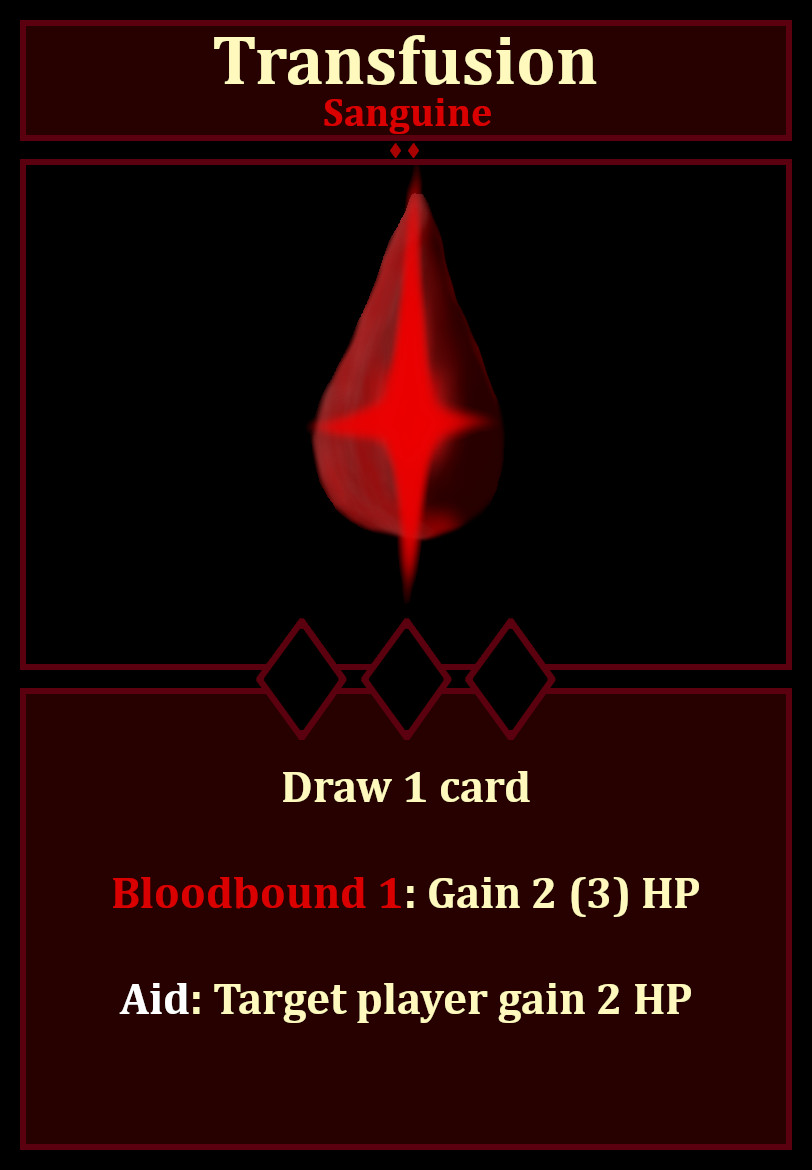 Transfusion
Sanguine
Draw 1 card
Bloodbound 1: Gain 2 (3) HP
Aid: Target player gain 2 HP